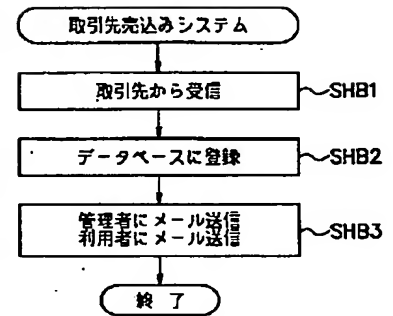 取引先売込みシステム
取引先から受信
SHB1
データベースに登録
SHB2
管理者にメール送信
利用者にメール送信
SHB3
終了